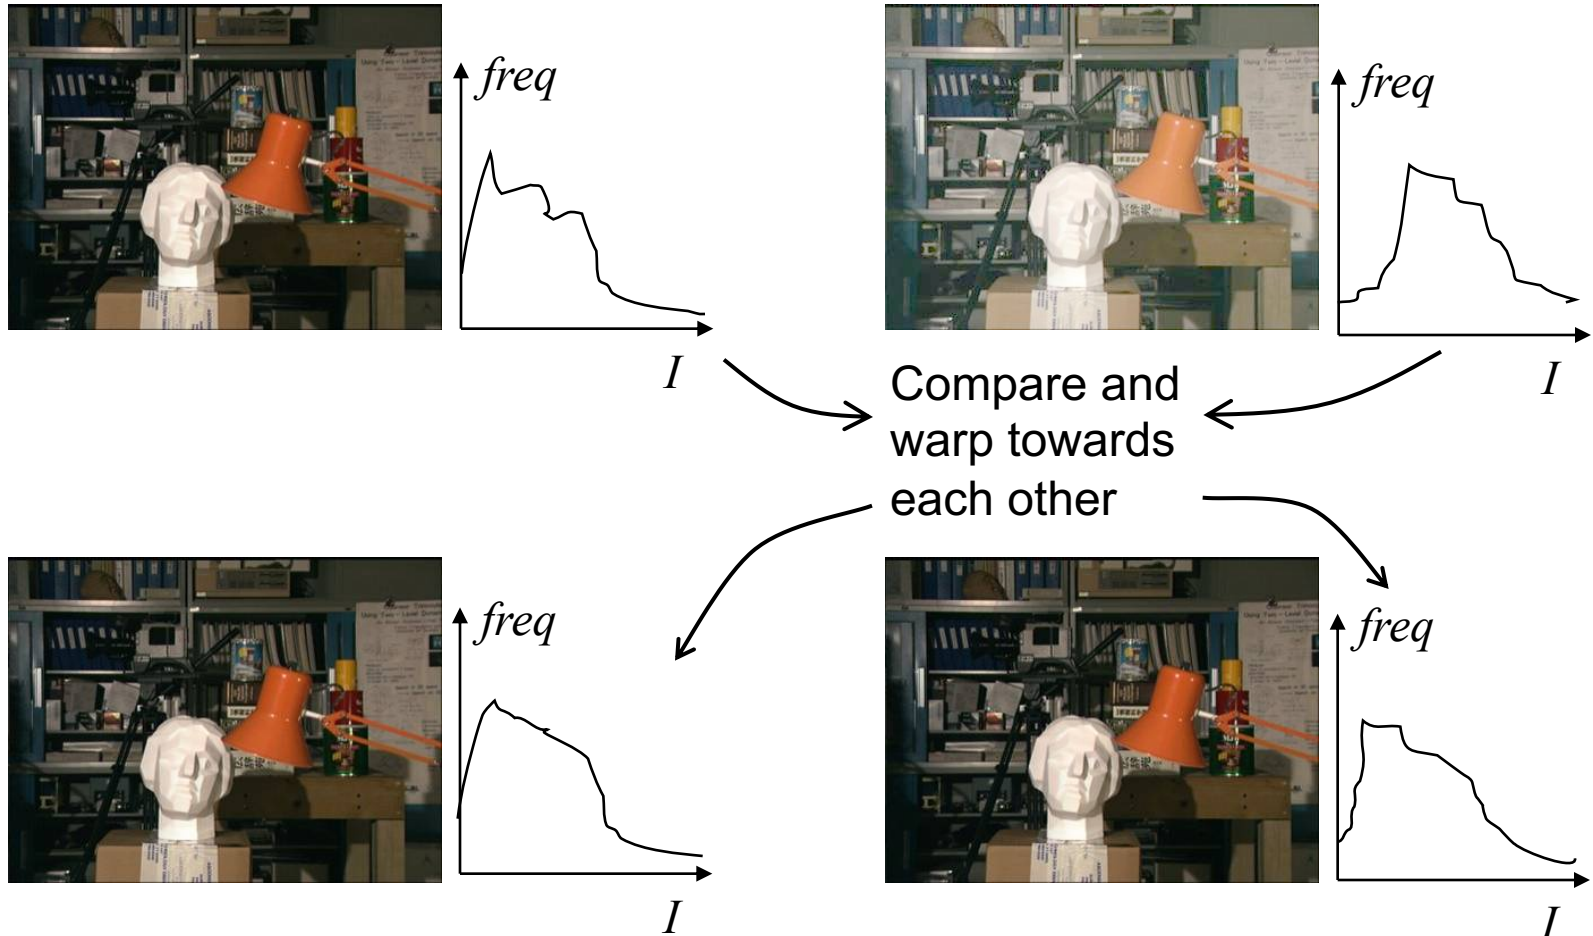 freq
freq
I
I
Compare and
warp towards
each other
freq
freq
I
I